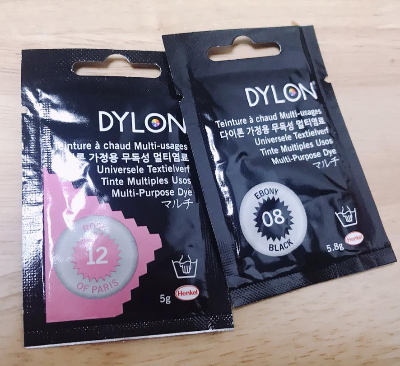 DYLON
Teinture à chaud Multi-usages
다이론 가정용 무독성 멀티염료
Universele Textielverf
Tinte Multiples Usos
Multi-Purpose Dye
マルチ
12
OF PARIS
5g
Henkel
DYLON
Teinture à chaud Multi-usages
다이론 가정용 무독성 멀티염료
Universele Textielverf
Tinte Multiples Usos
Multi-Purpose Dye
マルチ
EBONY
08
BLACK
5.8g
Henkel